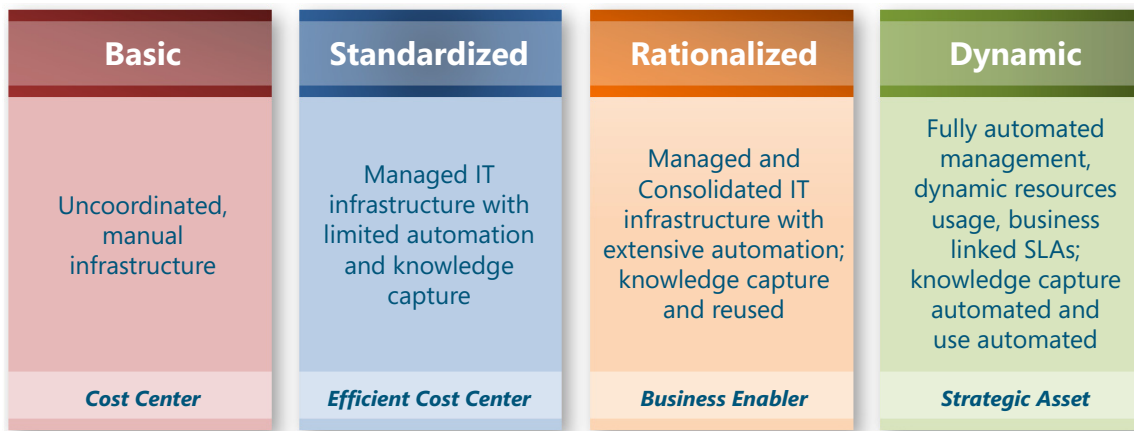 Basic
Uncoordinated,
manual
infrastructure
Cost Center
Standardized
Managed IT
infrastructure with
limited automation
and knowledge
capture
Efficient Cost Center
Rationalized
Managed and
Consolidated IT
infrastructure with
extensive automation;
knowledge capture
and reused
Business Enabler
Dynamic
Fully automated
management,
dynamic resources
usage, business
linked SLAs;
knowledge capture
automated and
use automated
Strategic Asset